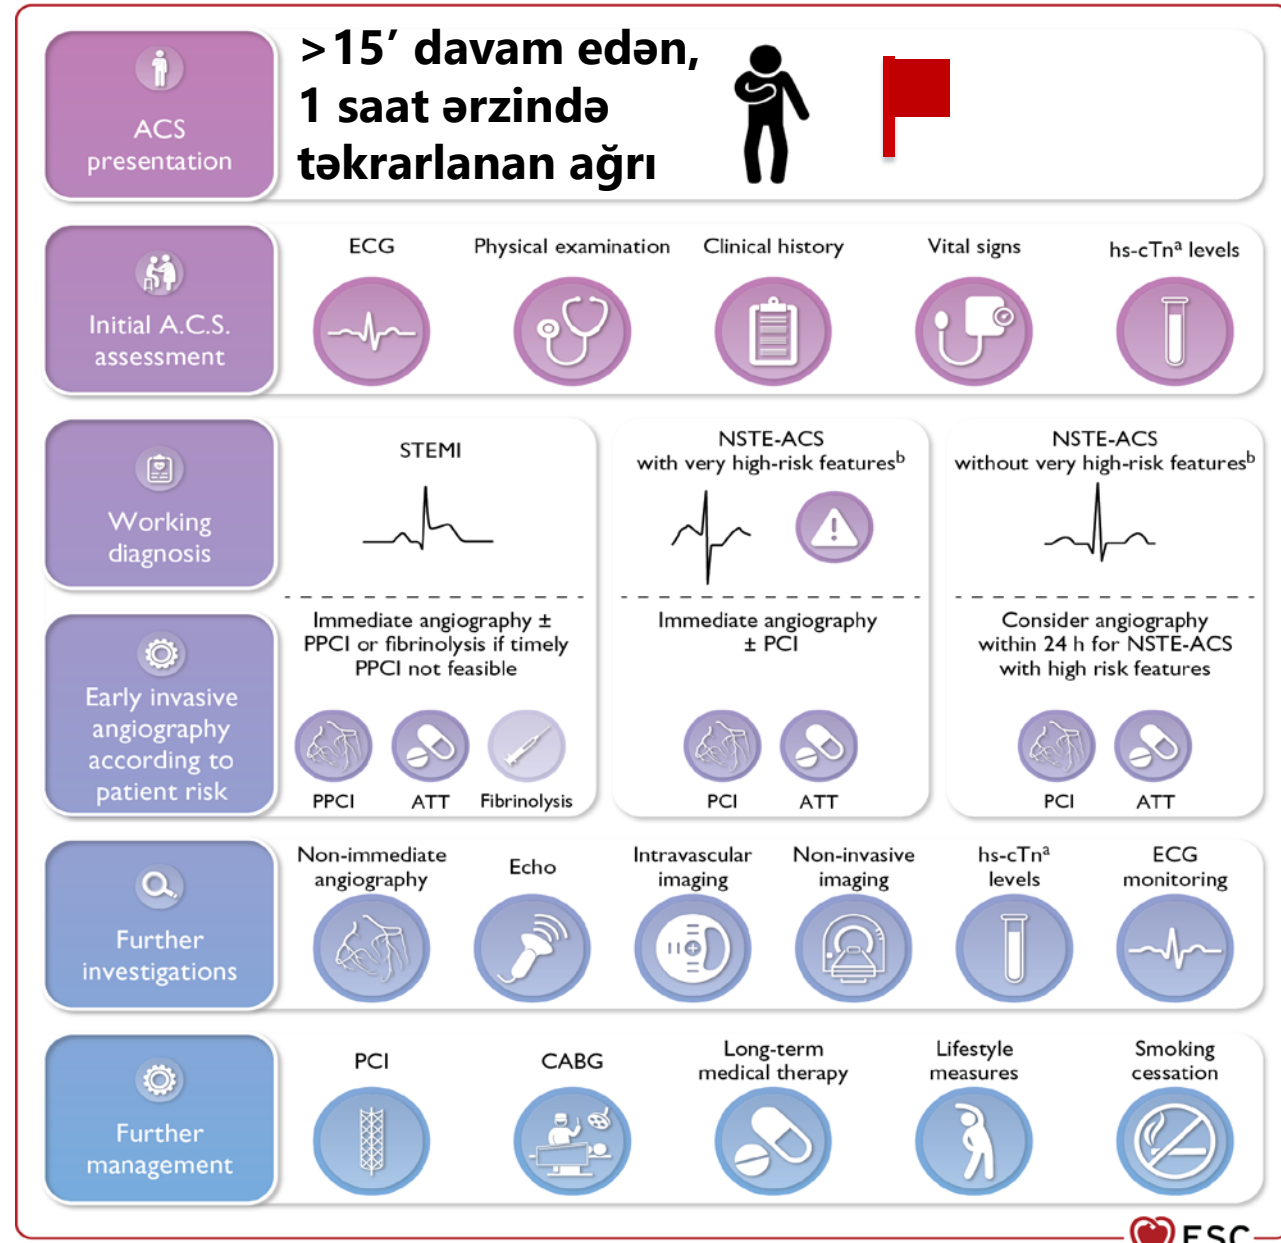 ACS
presentation
>15′ davam edən,
1 saat ərzində
təkrarlanan ağrı
Initial A.C.S.
assessment
ECG
Physical examination
Clinical history
Vital signs
hs-cTnᵃ levels
Working
diagnosis
STEMI
NSTE-ACS
with very high-risk featuresᵇ
NSTE-ACS
without very high-risk featuresᵇ
Early invasive
angiography
according to
patient risk
Immediate angiography ±
PPCI or fibrinolysis if timely
PPCI not feasible
PPCI
ATT
Fibrinolysis
Immediate angiography
± PCI
PCI
ATT
Consider angiography
within 24 h for NSTE-ACS
with high risk features
PCI
ATT
Further
investigations
Non-immediate
angiography
Echo
Intravascular
imaging
Non-invasive
imaging
hs-cTnᵃ
levels
ECG
monitoring
Further
management
PCI
CABG
Long-term
medical therapy
Lifestyle
measures
Smoking
cessation
ESC